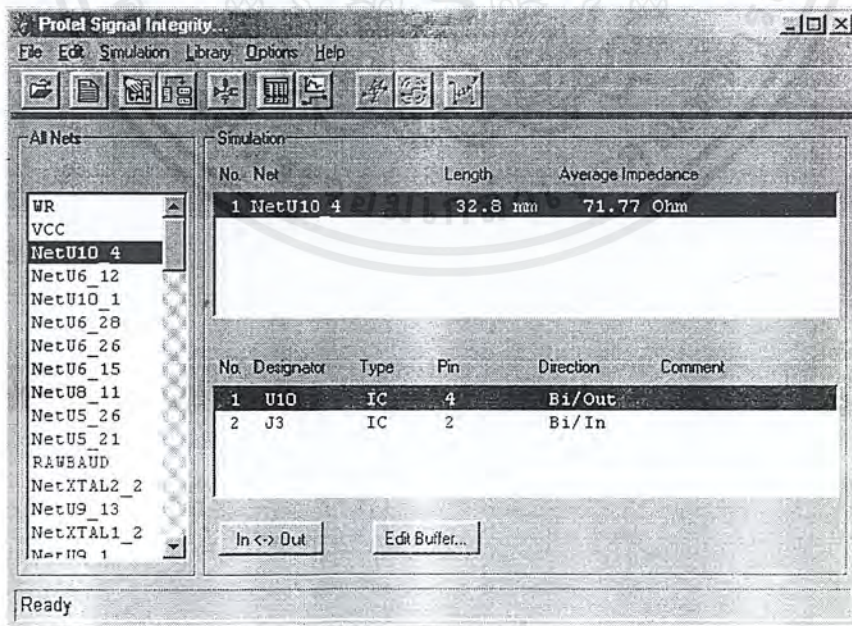 Protel Signal Integrity...
File Edit Simulation Library Options Help
All Nets
WR
VCC
NetU10_4
NetU6_12
NetU10_1
NetU6_28
NetU6_26
NetU6_15
NetU8_11
NetU5_26
NetU5_21
RAWBAUD
NetXTAL2_2
NetU9_13
NetXTAL1_2
NetU9_1
Simulation
No. Net Length Average Impedance
1 NetU10_4 32.8 mm 71.77 Ohm
No. Designator Type Pin Direction Comment
1 U10 IC 4 Bi/Out
2 J3 IC 2 Bi/In
In <-> Out Edit Buffer...
Ready